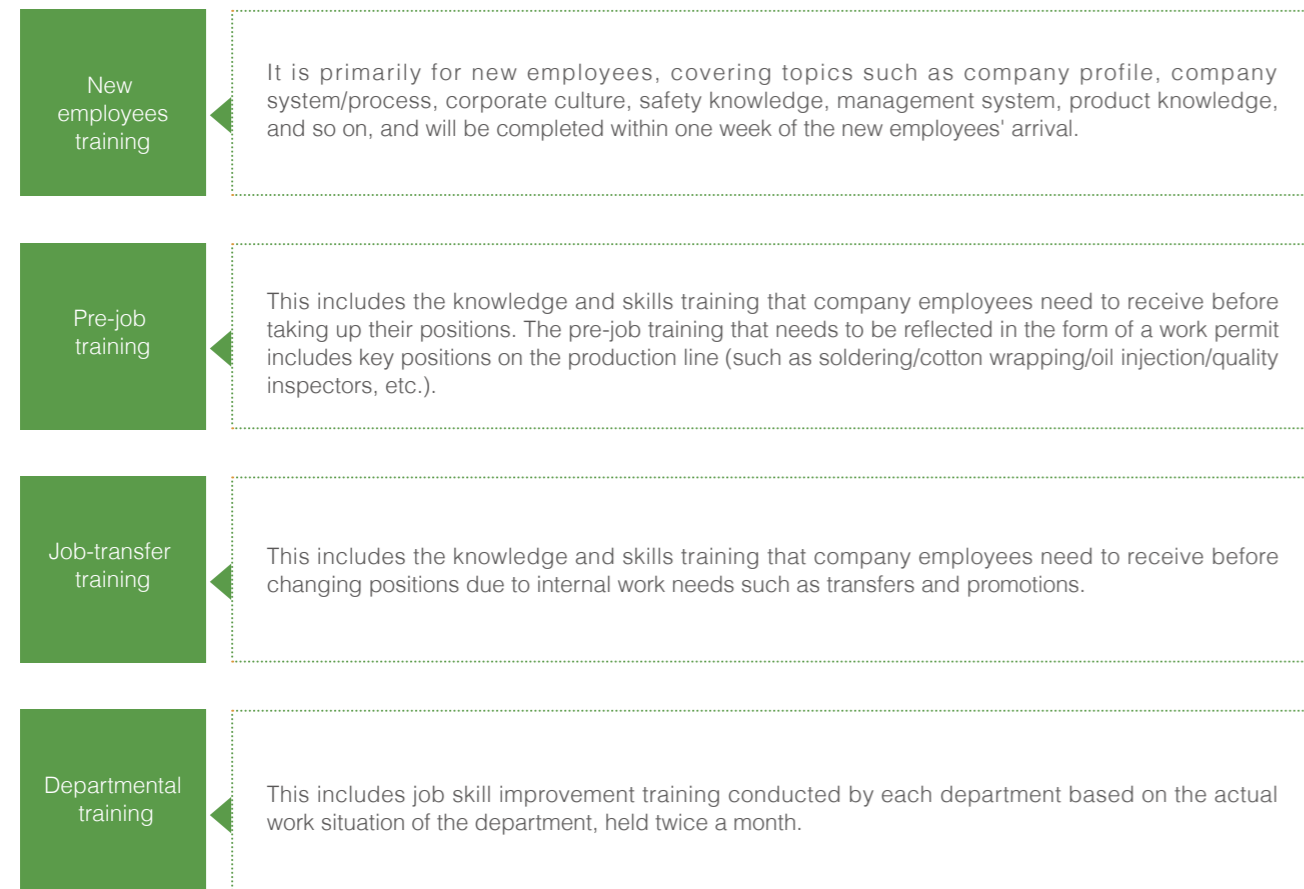 New
employees
training
It is primarily for new employees, covering topics such as company profile, company
system/process, corporate culture, safety knowledge, management system, product knowledge,
and so on, and will be completed within one week of the new employees' arrival.
Pre-job
training
This includes the knowledge and skills training that company employees need to receive before
taking up their positions. The pre-job training that needs to be reflected in the form of a work permit
includes key positions on the production line (such as soldering/cotton wrapping/oil injection/quality
inspectors, etc.).
Job-transfer
training
This includes the knowledge and skills training that company employees need to receive before
changing positions due to internal work needs such as transfers and promotions.
Departmental
training
This includes job skill improvement training conducted by each department based on the actual
work situation of the department, held twice a month.